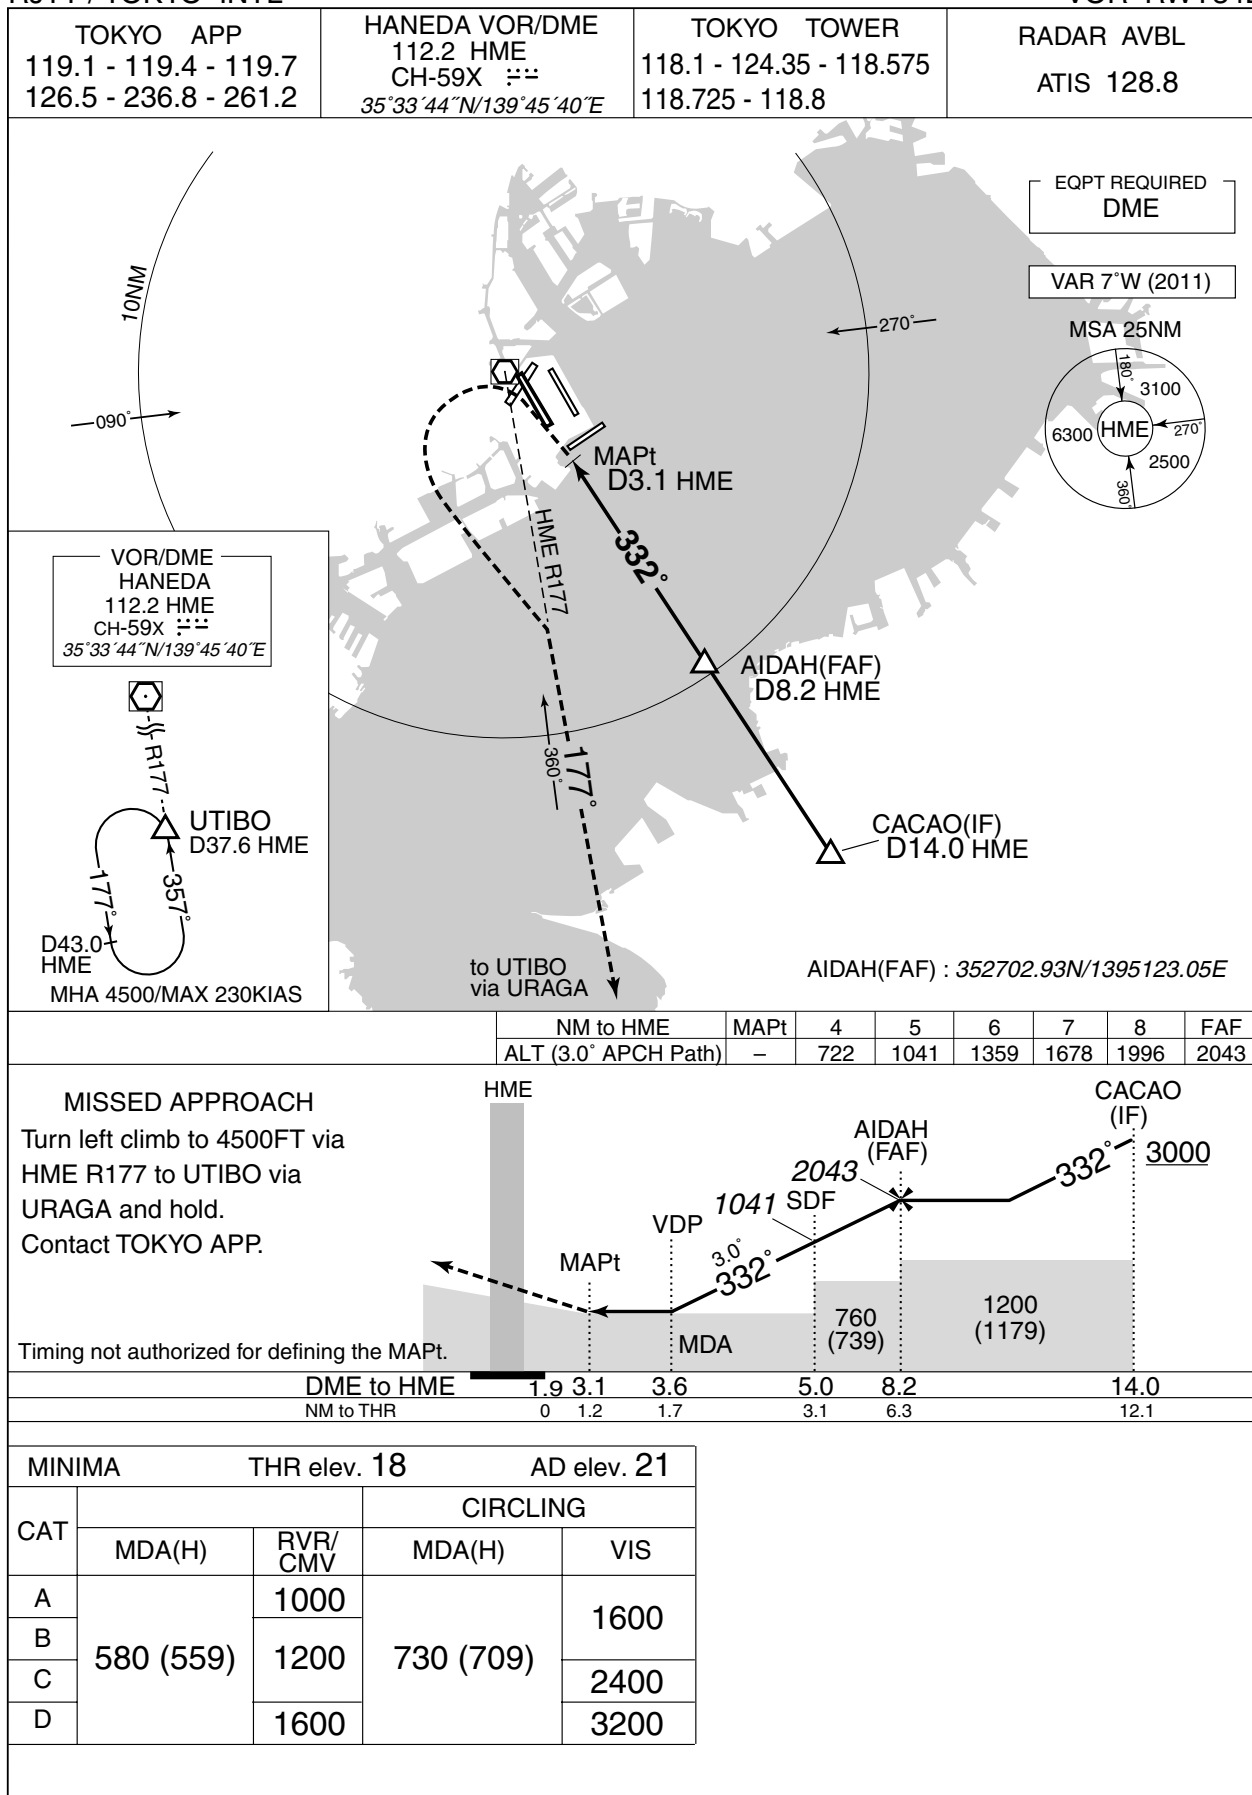 TOKYO APP
119.1 - 119.4 - 119.7
126.5 - 236.8 - 261.2
HANEDA VOR/DME
112.2 HME
CH-59X
35°33´44˝N/139°45´40˝E
TOKYO TOWER
118.1 - 124.35 - 118.575
118.725 - 118.8
RADAR AVBL
ATIS 128.8
EQPT REQUIRED
DME
VAR 7°W (2011)
MSA 25NM
180°
3100
6300
HME
270°
2500
360°
10NM
270°
090°
MAPt
D3.1 HME
HME R177
332°
AIDAH(FAF)
D8.2 HME
360°
177°
CACAO(IF)
D14.0 HME
to UTIBO
via URAGA
AIDAH(FAF) : 352702.93N/1395123.05E
VOR/DME
HANEDA
112.2 HME
CH-59X
35°33´44˝N/139°45´40˝E
R177
UTIBO
D37.6 HME
177°
357°
D43.0
HME
MHA 4500/MAX 230KIAS
NM to HME MAPt 4 5 6 7 8 FAF
ALT (3.0° APCH Path) – 722 1041 1359 1678 1996 2043
MISSED APPROACH
Turn left climb to 4500FT via
HME R177 to UTIBO via
URAGA and hold.
Contact TOKYO APP.
Timing not authorized for defining the MAPt.
HME
MAPt
VDP
1041
SDF
2043
AIDAH
(FAF)
CACAO
(IF)
3000
332°
3.0°
332°
MDA
760
(739)
1200
(1179)
DME to HME 1.9 3.1 3.6 5.0 8.2 14.0
NM to THR 0 1.2 1.7 3.1 6.3 12.1
MINIMA THR elev. 18 AD elev. 21
CAT
CIRCLING
MDA(H)
RVR/
CMV
MDA(H)
VIS
A
B
C
D
580 (559)
1000
1200
1600
730 (709)
1600
2400
3200